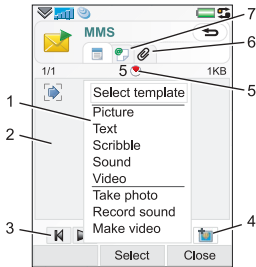 MMS
7
6
1/1
5
1KB
5
1
Select template
Picture
Text
Scribble
Sound
Video
Take photo
Record sound
Make video
2
3
4
Select Close